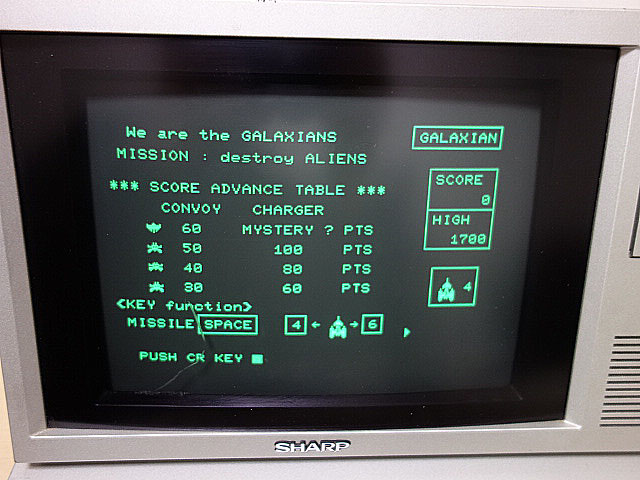 We are the GALAXIANS
MISSION : destroy ALIENS
*** SCORE ADVANCE TABLE ***
CONVOY CHARGER
60 MYSTERY ? PTS
50 100 PTS
40 80 PTS
30 60 PTS
<KEY function>
MISSILE SPACE 4 ← → 6
PUSH CR KEY
GALAXIAN
SCORE
0
HIGH
1700
4
SHARP